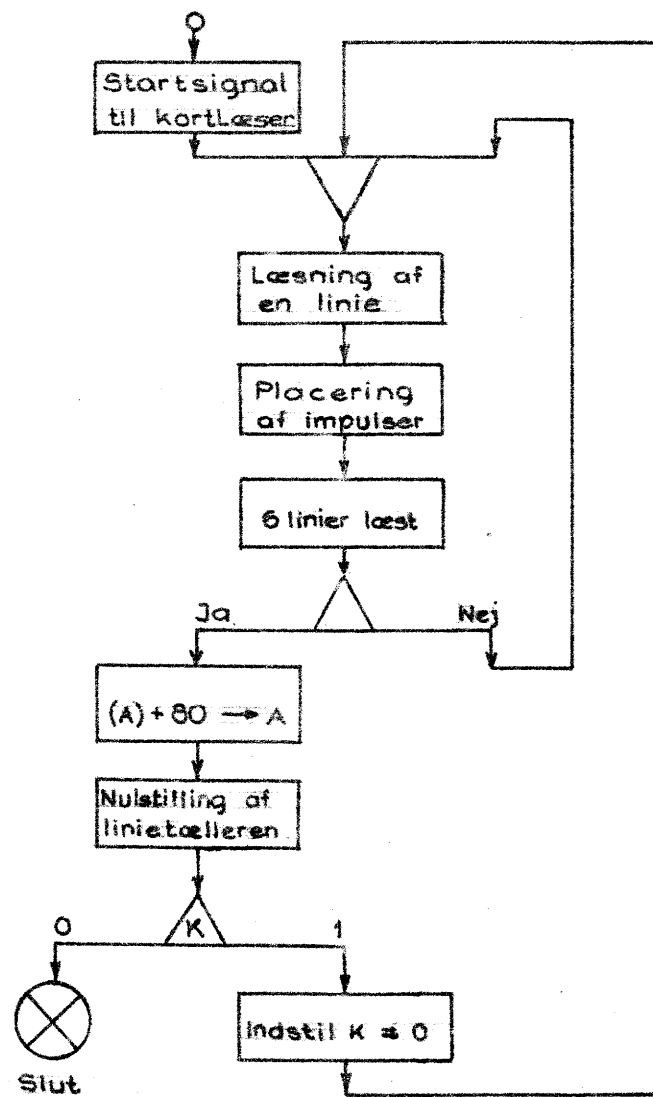 Startsignal
til kortlæser
Læsning af
en linie
Placering
af impulser
6 linier læst
Ja
Nej
(A) + 80 → A
Nulstilling af
linietælleren
K
0
1
Slut
Indstil K = 0